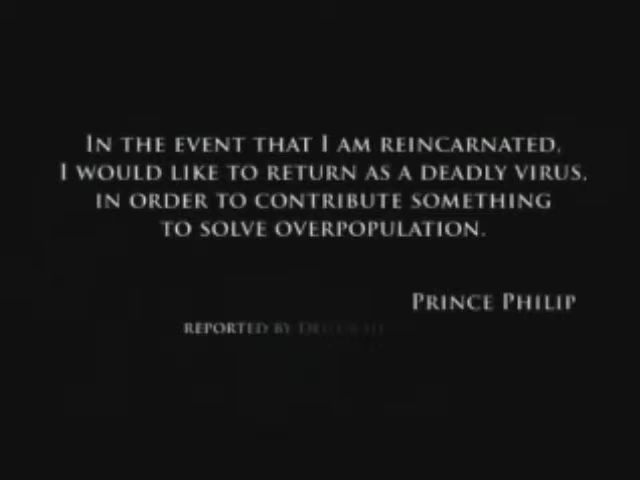 IN THE EVENT THAT I AM REINCARNATED,
I WOULD LIKE TO RETURN AS A DEADLY VIRUS,
IN ORDER TO CONTRIBUTE SOMETHING
TO SOLVE OVERPOPULATION.
PRINCE PHILIP
REPORTED BY